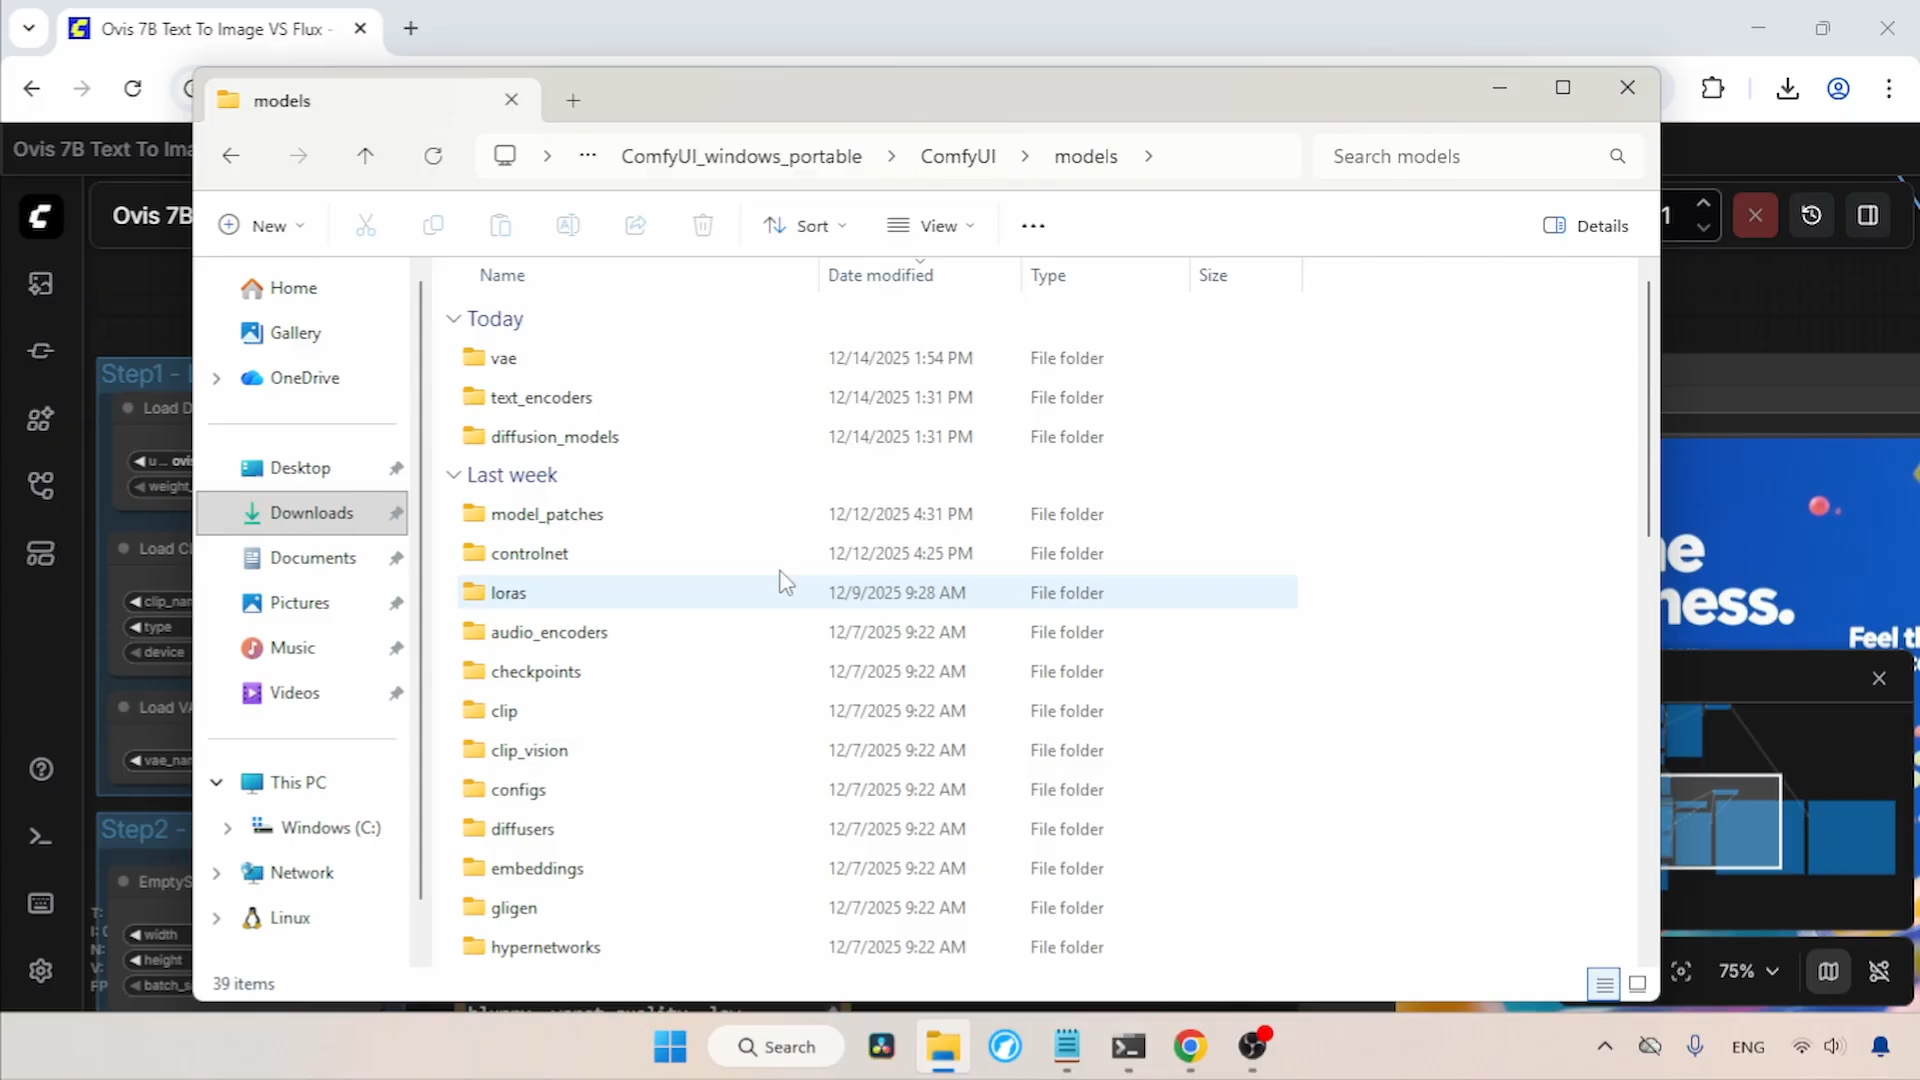 Ovis 7B Text To Image VS Flux -
Ovis 7B Text To Ima
models
ComfyUI_windows_portable
ComfyUI
models
Search models
Ovis 7B
New
Sort
View
Details
1
Name
Date modified
Type
Size
Home
Gallery
OneDrive
Desktop
Downloads
Documents
Pictures
Music
Videos
This PC
Windows (C:)
Network
Linux
Today
vae 12/14/2025 1:54 PM File folder
text_encoders 12/14/2025 1:31 PM File folder
diffusion_models 12/14/2025 1:31 PM File folder
Last week
model_patches 12/12/2025 4:31 PM File folder
controlnet 12/12/2025 4:25 PM File folder
loras 12/9/2025 9:28 AM File folder
audio_encoders 12/7/2025 9:22 AM File folder
checkpoints 12/7/2025 9:22 AM File folder
clip 12/7/2025 9:22 AM File folder
clip_vision 12/7/2025 9:22 AM File folder
configs 12/7/2025 9:22 AM File folder
diffusers 12/7/2025 9:22 AM File folder
embeddings 12/7/2025 9:22 AM File folder
gligen 12/7/2025 9:22 AM File folder
hypernetworks 12/7/2025 9:22 AM File folder
39 items
Step1 -
Load D
u... ovi
weight_
Load Cl
clip_nam
type
device
Load VA
vae_nam
Step2 -
EmptyS
width
height
batch_s
T:
N:
V:
FP
ne
ness.
Feel t
75%
Search
ENG